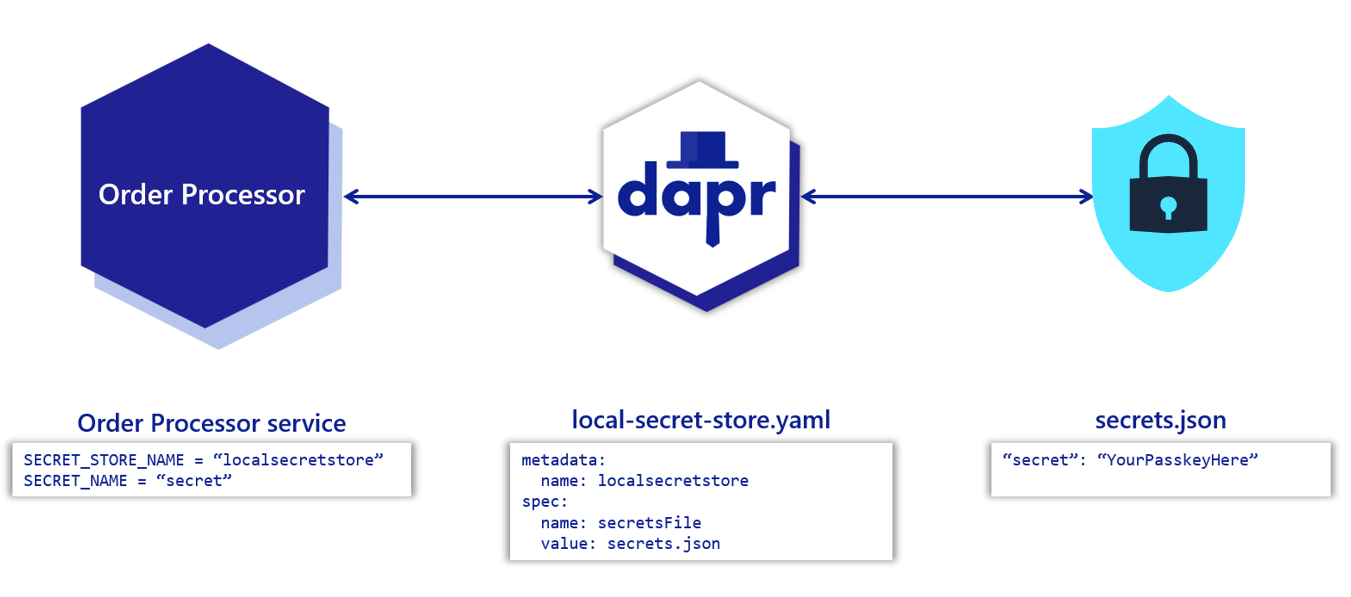 Order Processor
dapr
Order Processor service
SECRET_STORE_NAME = “localsecretstore”
SECRET_NAME = “secret”
local-secret-store.yaml
metadata:
  name: localsecretstore
spec:
  name: secretsFile
  value: secrets.json
secrets.json
“secret”: “YourPasskeyHere”